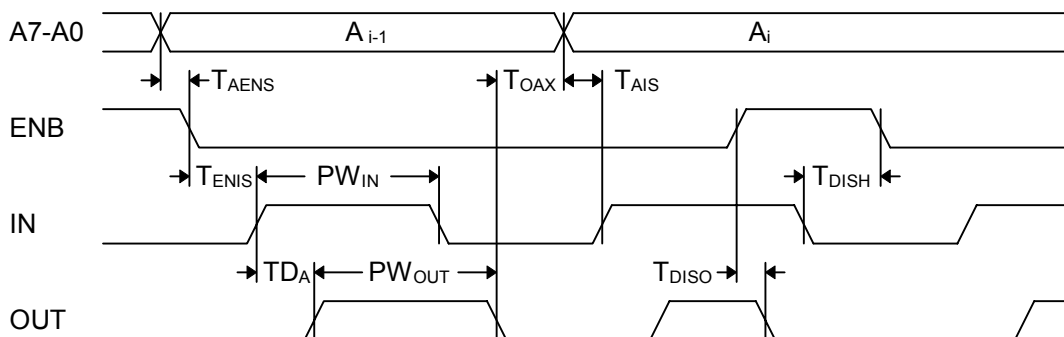 A7-A0 A i-1 Ai
TAENS TOAX TAIS
ENB
TENIS PWIN TDISH
IN
TDA PWOUT TDISO
OUT